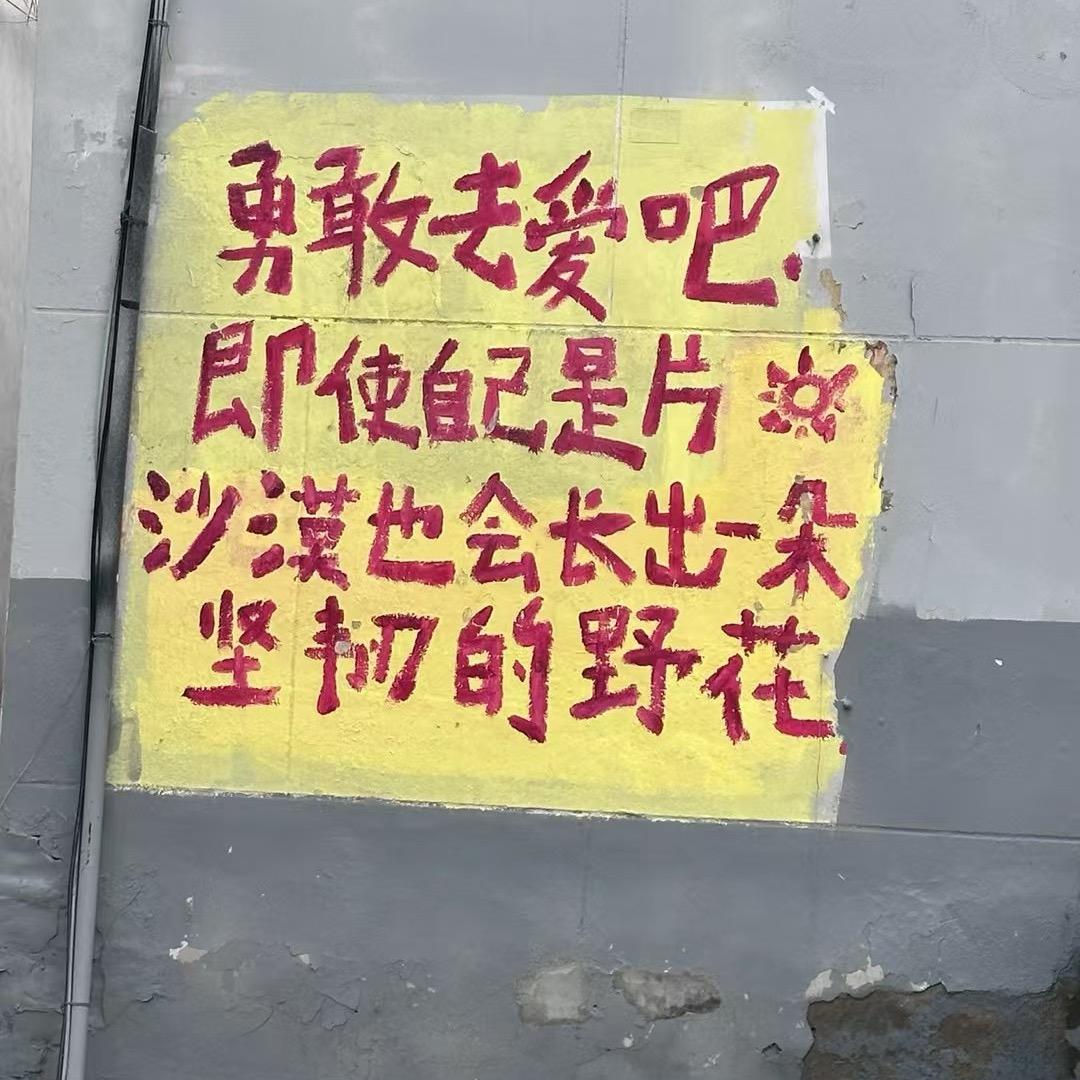 勇敢去爱吧.
即使自己是片
沙漠也会长出一朵
坚韧的野花.